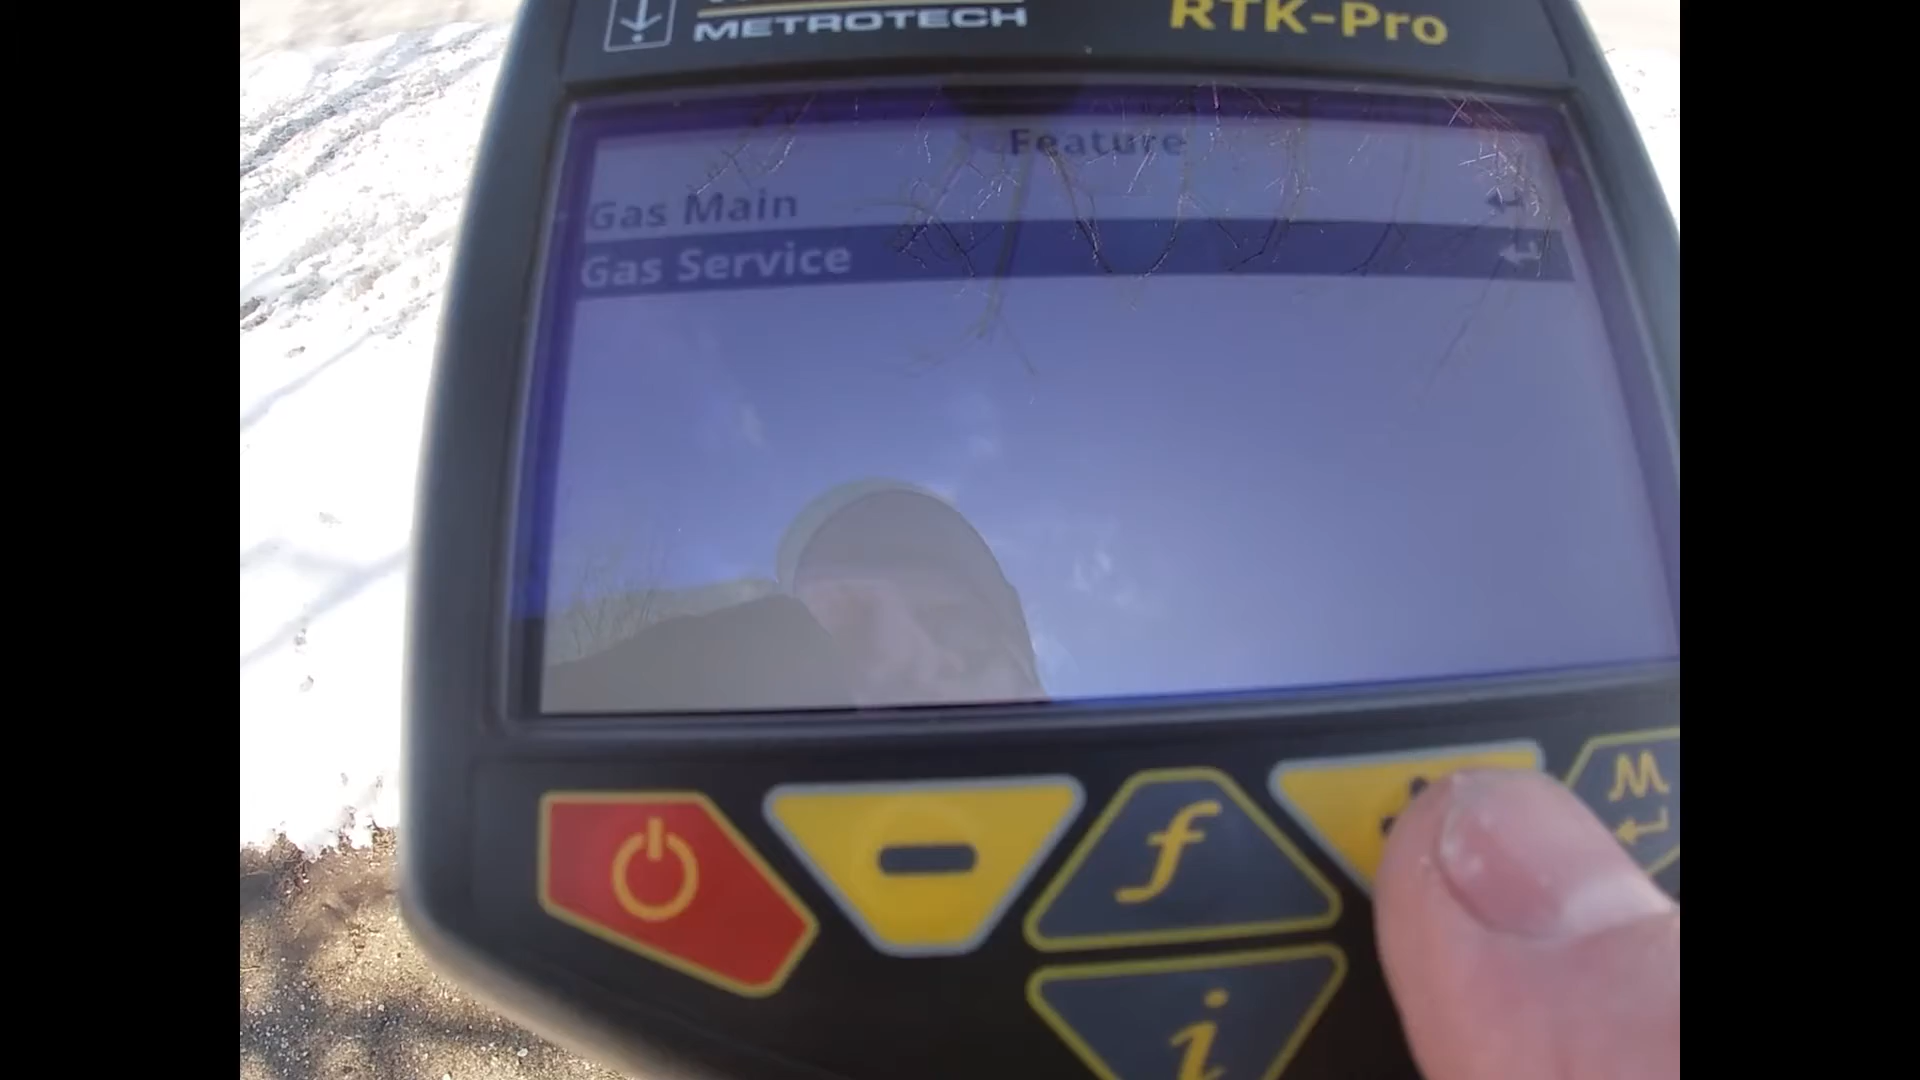 METROTECH
RTK-Pro
Feature
Gas Main
Gas Service
f
M
i